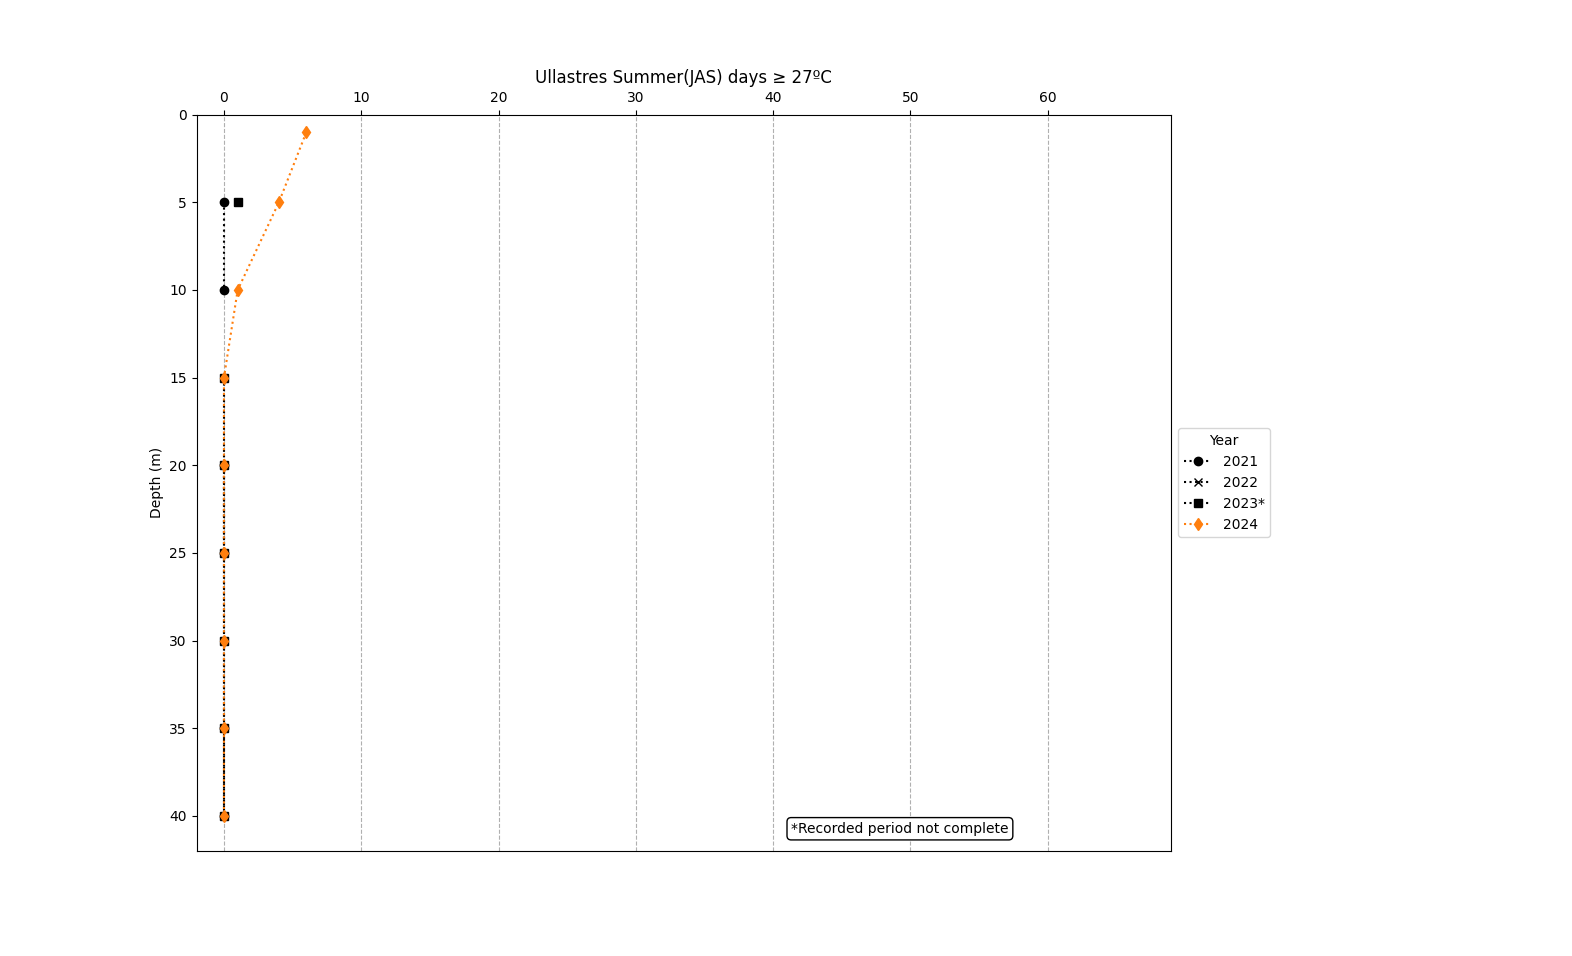 Ullastres Summer(JAS) days ≥ 27ºC
0 10 20 30 40 50 60
0
5
10
15
20
25
30
35
40
Depth (m)
Year
2021
2022
2023*
2024
*Recorded period not complete